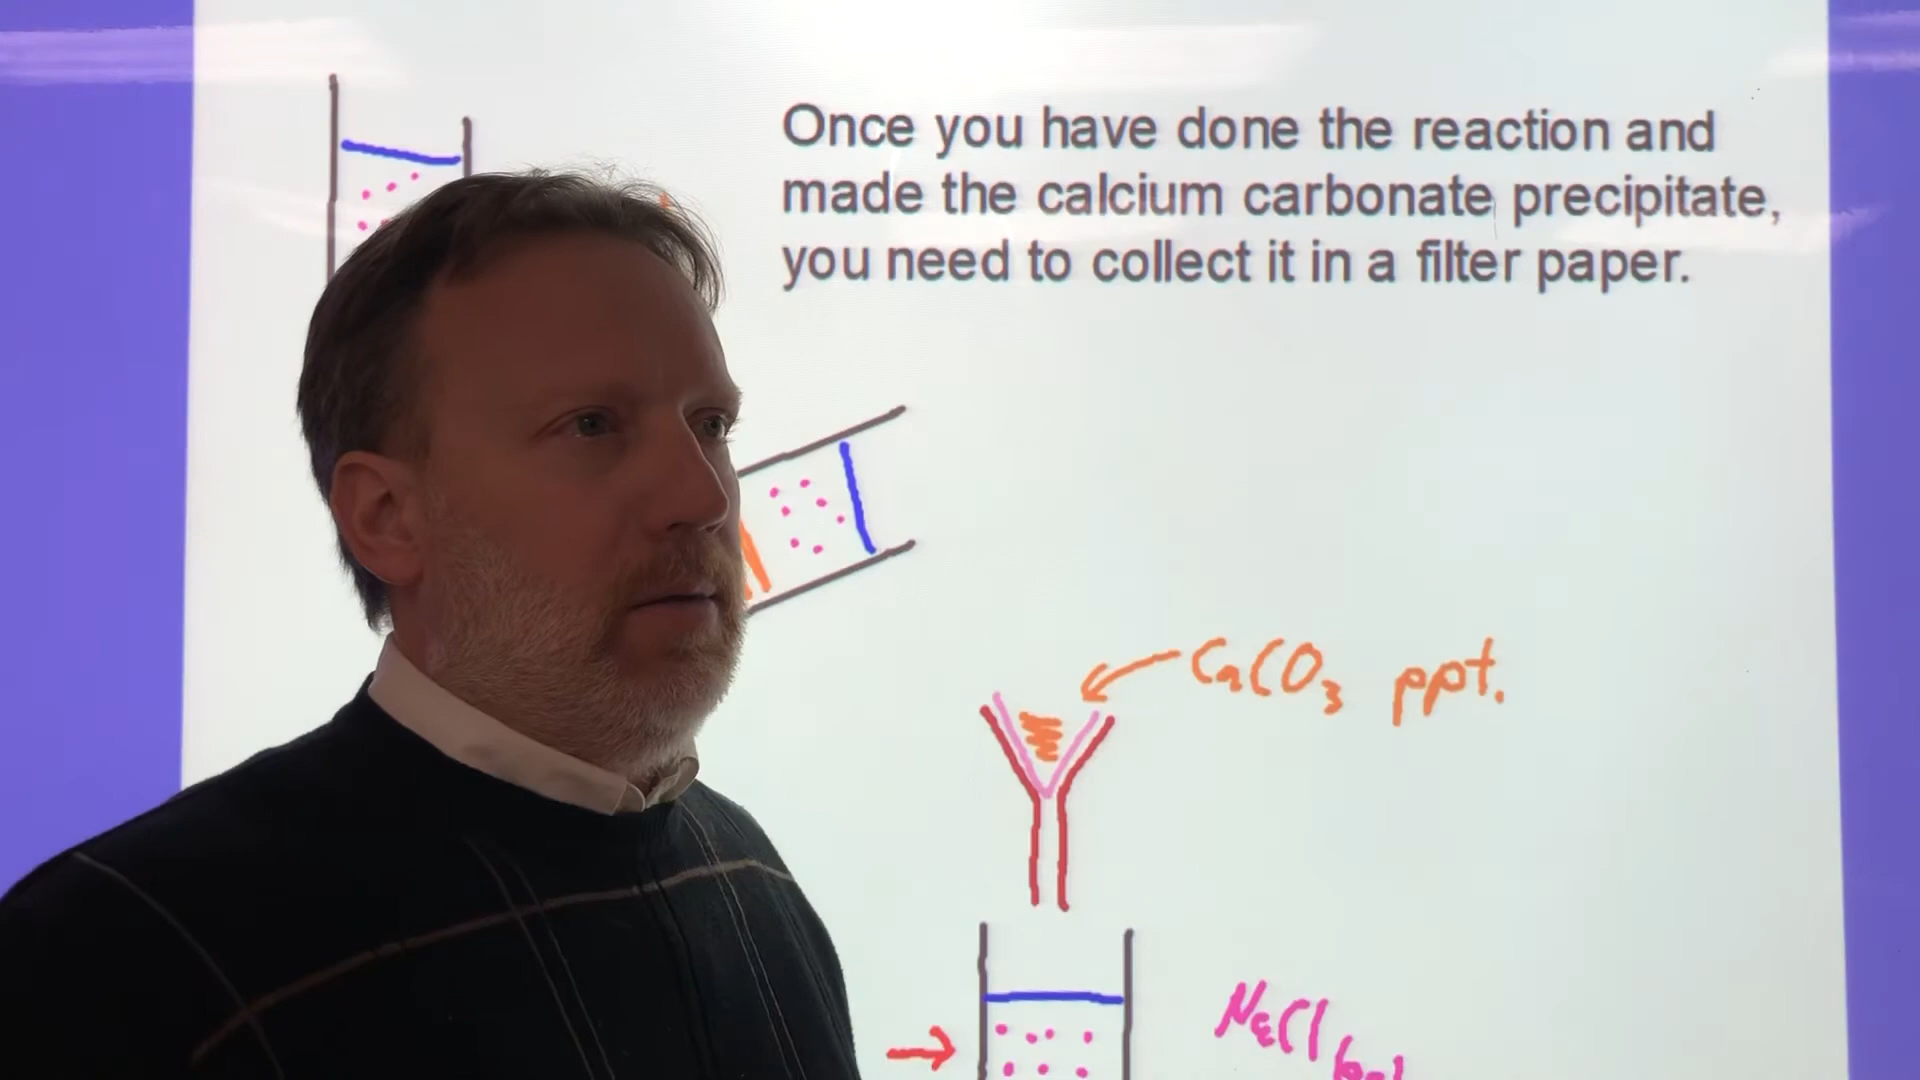 Once you have done the reaction and
made the calcium carbonate precipitate,
you need to collect it in a filter paper.
CaCO₃ ppt.
NaCl